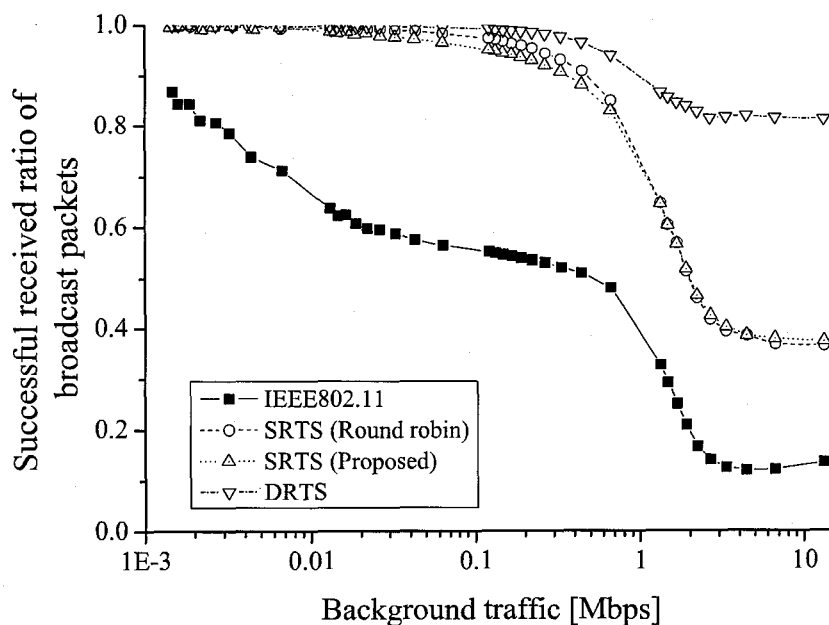 Successful received ratio of
broadcast packets
1.0
0.8
0.6
0.4
0.2
0.0
IEEE802.11
SRTS (Round robin)
SRTS (Proposed)
DRTS
1E-3
0.01
0.1
1
10
Background traffic [Mbps]